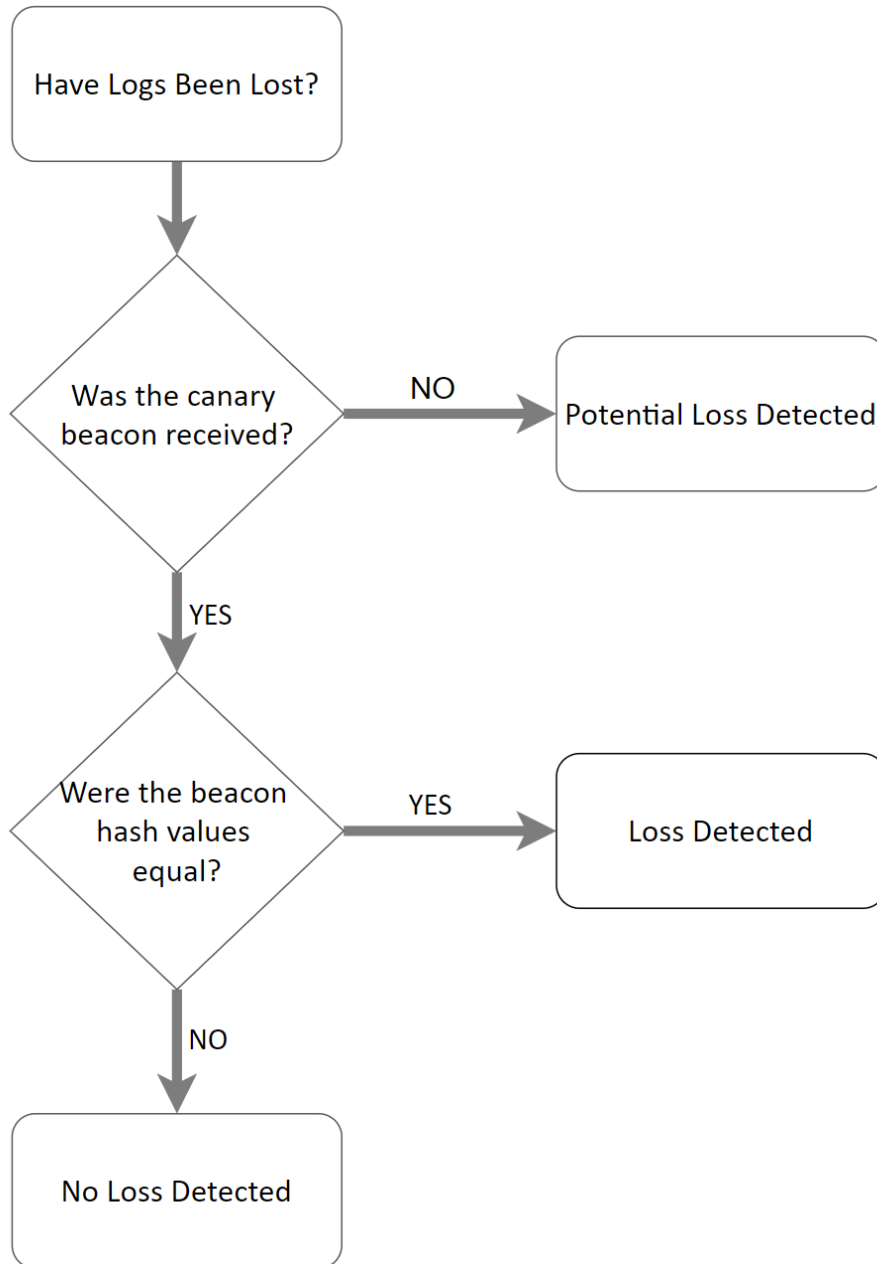 Have Logs Been Lost?
Was the canary
beacon received?
NO
Potential Loss Detected
YES
Were the beacon
hash values
equal?
YES
Loss Detected
NO
No Loss Detected